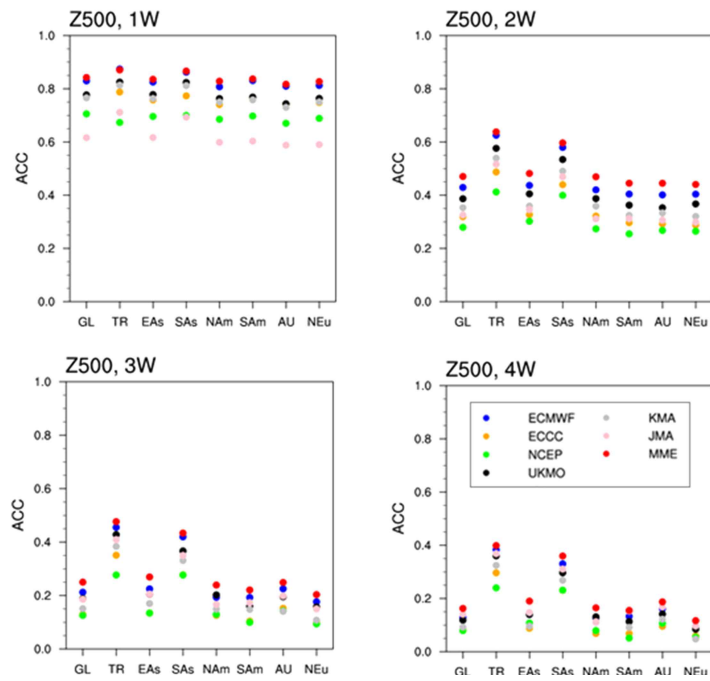 Z500, 1W
1.0
0.8
0.6
0.4
0.2
0.0
ACC
GL TR EAs SAs NAm SAm AU NEu
Z500, 2W
1.0
0.8
0.6
0.4
0.2
0.0
ACC
GL TR EAs SAs NAm SAm AU NEu
Z500, 3W
1.0
0.8
0.6
0.4
0.2
0.0
ACC
GL TR EAs SAs NAm SAm AU NEu
Z500, 4W
1.0
0.8
0.6
0.4
0.2
0.0
ACC
ECMWF KMA
ECCC JMA
NCEP MME
UKMO
GL TR EAs SAs NAm SAm AU NEu